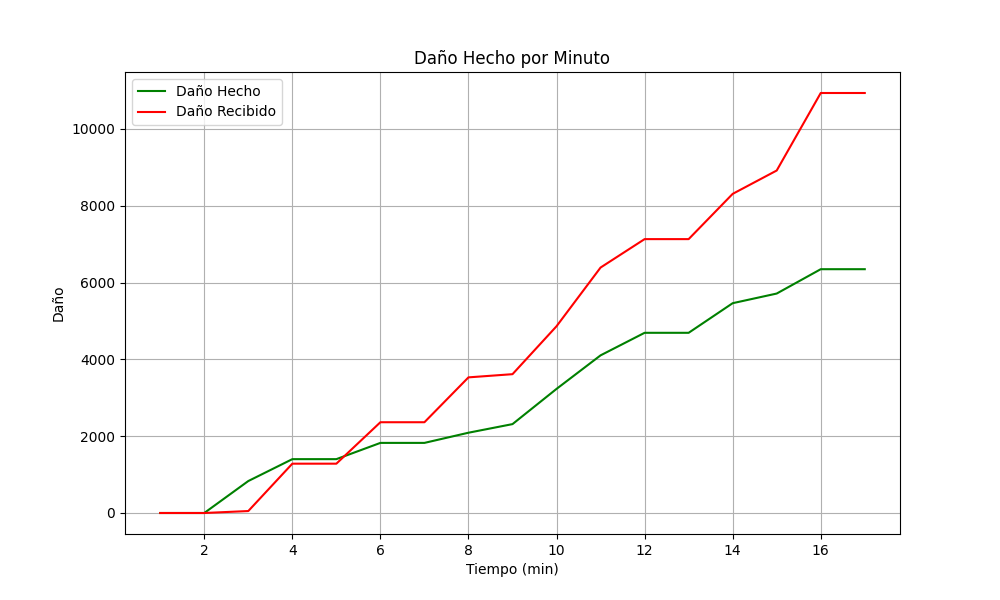 Daño Hecho por Minuto
Daño Hecho
Daño Recibido
10000
8000
6000
4000
2000
0
Daño
2 4 6 8 10 12 14 16
Tiempo (min)